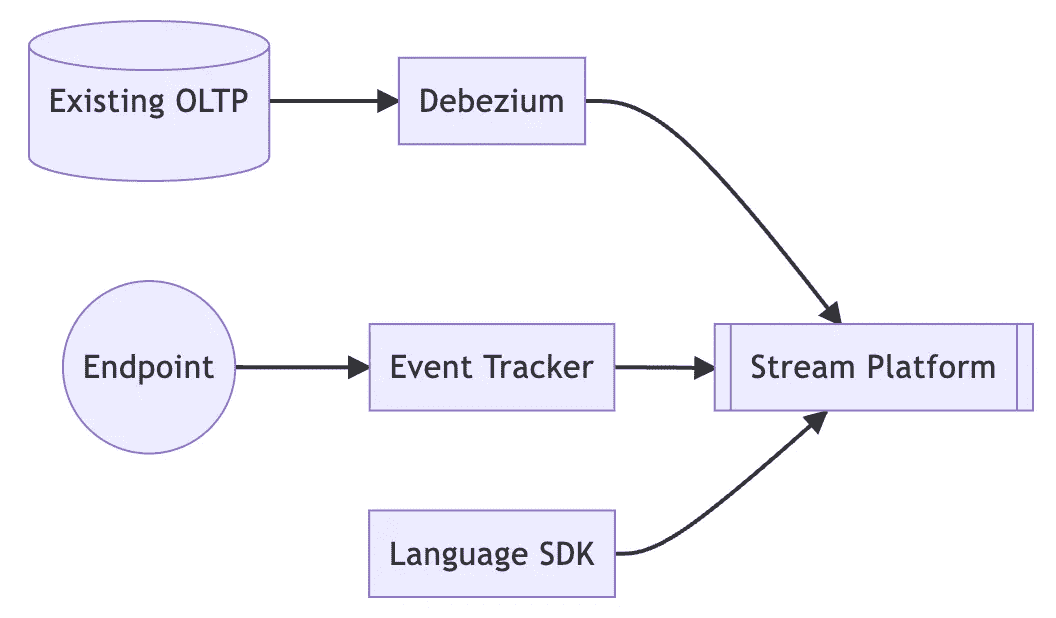 Existing OLTP
Debezium
Endpoint
Event Tracker
Stream Platform
Language SDK